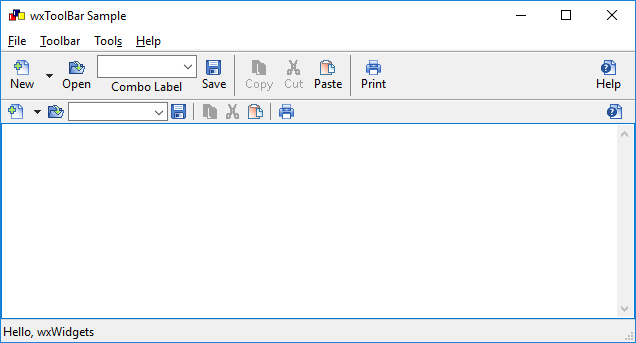 wxToolBar Sample
File Toolbar Tools Help
New Open Combo Label Save Copy Cut Paste Print Help
Hello, wxWidgets